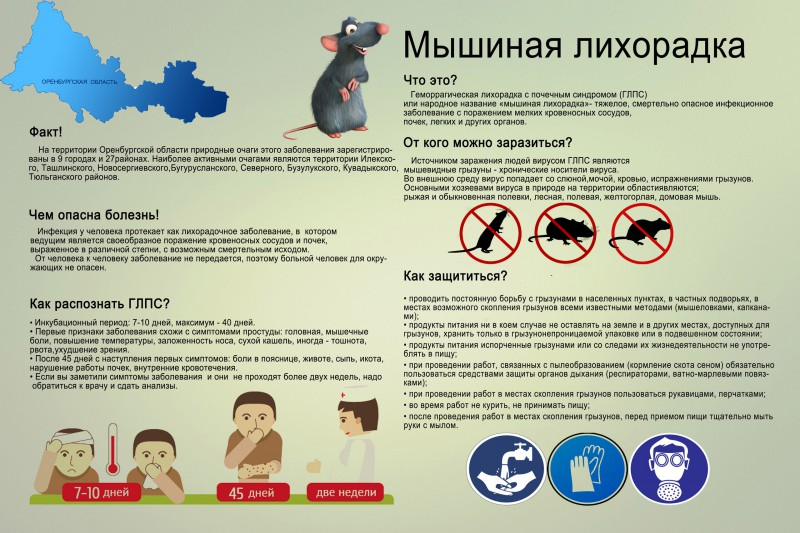 ОРЕНБУРГСКАЯ ОБЛАСТЬ
Факт!
На территории Оренбургской области природные очаги этого заболевания зарегистриро-
ваны в 9 городах и 27районах. Наиболее активными очагами являются территории Илекско-
го, Ташлинского, Новосергиевского,Бугурусланского, Северного, Бузулукского, Кувадыкского,
Тюльганского районов.
Чем опасна болезнь!
Инфекция у человека протекает как лихорадочное заболевание, в котором
ведущим является своеобразное поражение кровеносных сосудов и почек,
выраженное в различной степни, с возможным смертельным исходом.
От человека к человеку заболевание не передается, поэтому больной человек для окру-
жающих не опасен.
Как распознать ГЛПС?
• Инкубационный период: 7-10 дней, максимум - 40 дней.
• Первые признаки заболевания схожи с симптомами простуды: головная, мышечные
боли, повышение температуры, заложенность носа, сухой кашель, иногда - тошнота,
рвота,ухудшение зрения.
• После 45 дней с наступления первых симптомов: боли в пояснице, животе, сыпь, икота,
нарушение работы почек, внутренние кровотечения.
• Если вы заметили симптомы заболевания и они не проходят более двух недель, надо
обратиться к врачу и сдать анализы.
7-10 дней
45 дней
две недели
Мышиная лихорадка
Что это?
Геморрагическая лихорадка с почечным синдромом (ГЛПС)
или народное название «мышиная лихорадка»- тяжелое, смертельно опасное инфекционное
заболевание с поражением мелких кровеносных сосудов,
почек, легких и других органов.
От кого можно заразиться?
Источником заражения людей вирусом ГЛПС являются
мышевидные грызуны - хронические носители вируса.
Во внешнюю среду вирус попадает со слюной,мочой, кровью, испражнениями грызунов.
Основными хозяевами вируса в природе на территории областиявляются;
рыжая и обыкновенная полевки, лесная, полевая, желтогорлая, домовая мышь.
Как защититься?
• проводить постоянную борьбу с грызунами в населенных пунктах, в частных подворьях, в
местах возможного скопления грызунов всеми известными методами (мышеловками, капкана-
ми);
• продукты питания ни в коем случае не оставлять на земле и в других местах, доступных для
грызунов, хранить только в грызунонепроницаемой упаковке или в подвешенном состоянии;
• продукты питания испорченные грызунами или со следами их жизнедеятельности не употре-
блять в пищу;
• при проведении работ, связанных с пылеобразованием (кормление скота сеном) обязательно
пользоваться средствами защиты органов дыхания (респираторами, ватно-марлевыми повяз-
ками);
• при проведении работ в местах скопления грызунов пользоваться рукавицами, перчатками;
• во время работ не курить, не принимать пищу;
• после проведения работ в местах скопления грызунов, перед приемом пищи тщательно мыть
руки с мылом.